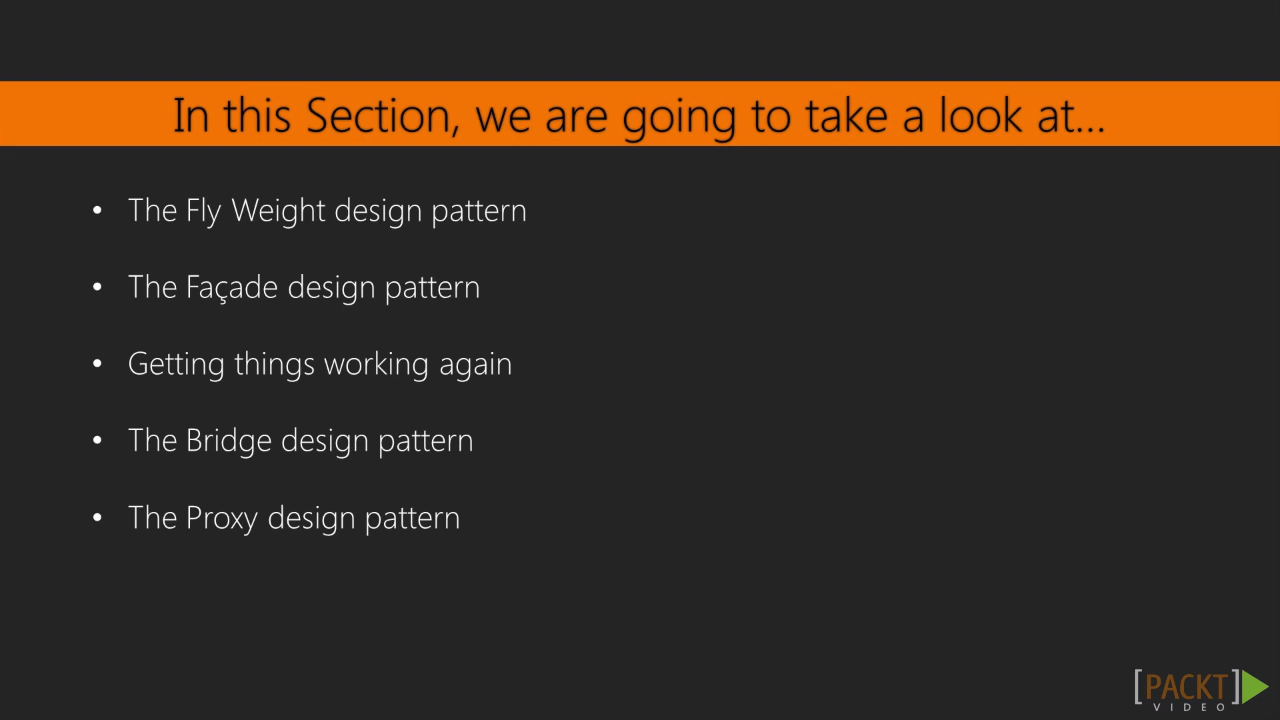 In this Section, we are going to take a look at...
• The Fly Weight design pattern
• The Façade design pattern
• Getting things working again
• The Bridge design pattern
• The Proxy design pattern
[PACKT]
VIDEO